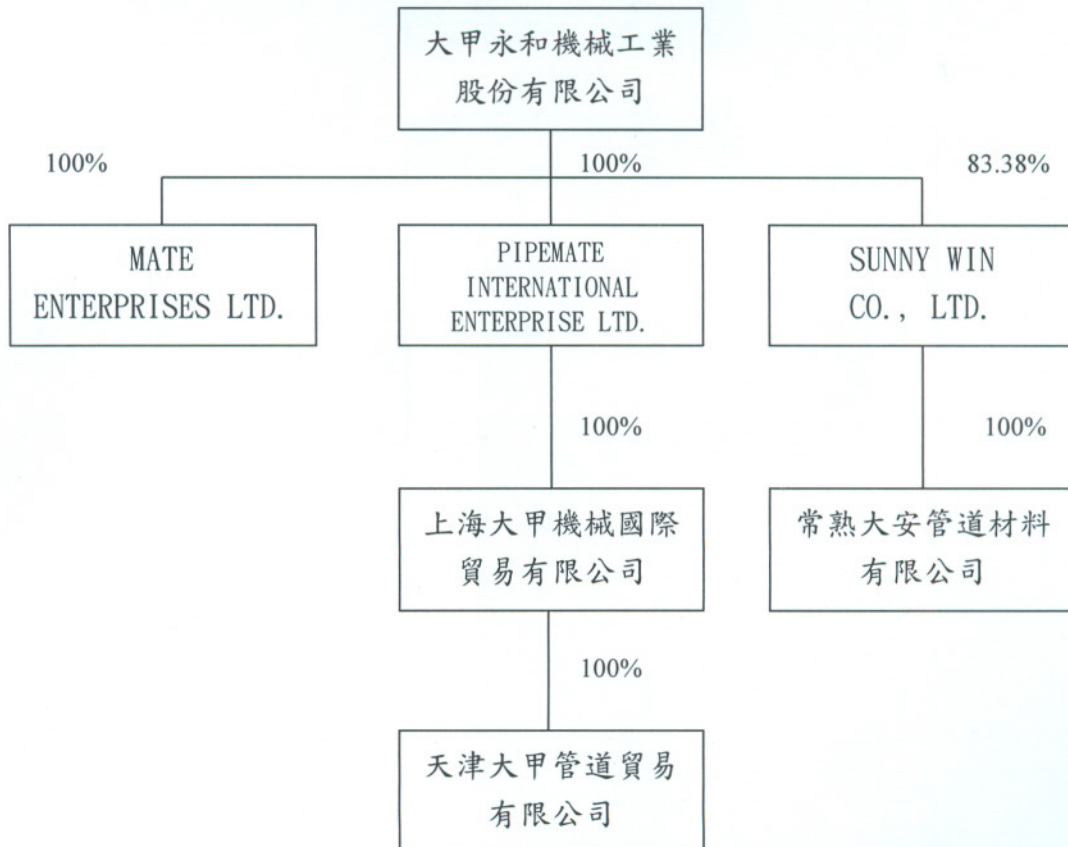 大甲永和機械工業
股份有限公司
100%
100%
83.38%
MATE
ENTERPRISES LTD.
PIPEMATE
INTERNATIONAL
ENTERPRISE LTD.
SUNNY WIN
CO., LTD.
100%
100%
上海大甲機械國際
貿易有限公司
常熟大安管道材料
有限公司
100%
天津大甲管道貿易
有限公司